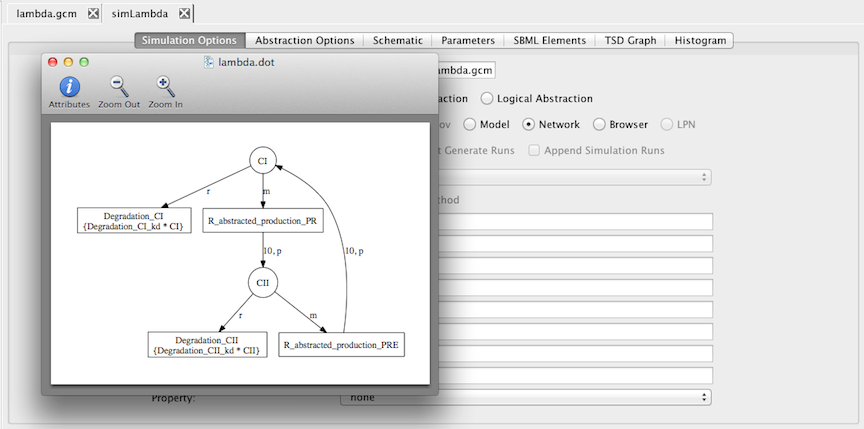 lambda.gcm simLambda
Simulation Options Abstraction Options Schematic Parameters SBML Elements TSD Graph Histogram
lambda.dot
Attributes Zoom Out Zoom In
CI
r m
Degradation_CI
{Degradation_CI_kd * CI}
R_abstracted_production_PR
10, p 10, p
CII
r m
Degradation_CII
{Degradation_CII_kd * CII}
R_abstracted_production_PRE
mbda.gcm
action Logical Abstraction
ov Model Network Browser LPN
t Generate Runs Append Simulation Runs
hod
Property: none